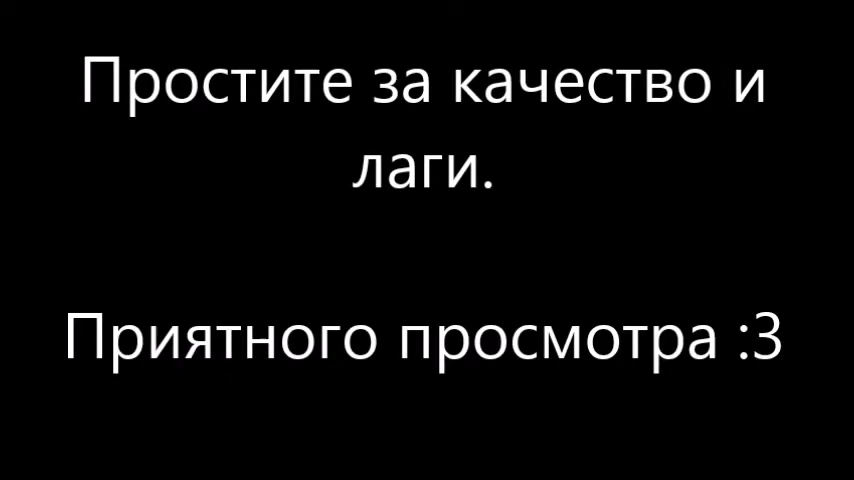 Простите за качество и
лаги.
Приятного просмотра :3